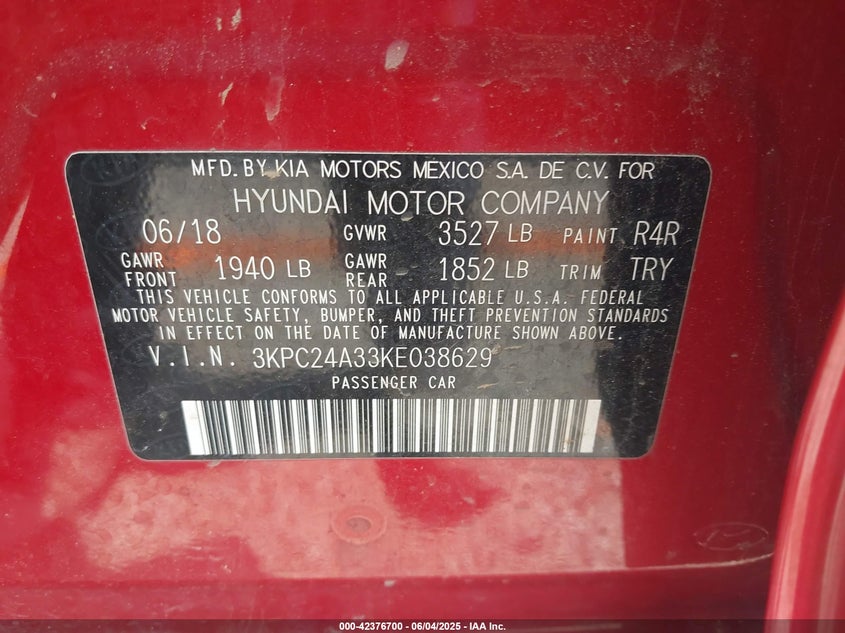 MFD. BY KIA MOTORS MEXICO S.A. DE C.V. FOR
HYUNDAI MOTOR COMPANY
06/18 GVWR 3527 LB PAINT R4R
GAWR FRONT 1940 LB GAWR REAR 1852 LB TRIM TRY
THIS VEHICLE CONFORMS TO ALL APPLICABLE U.S.A. FEDERAL
MOTOR VEHICLE SAFETY, BUMPER, AND THEFT PREVENTION STANDARDS
IN EFFECT ON THE DATE OF MANUFACTURE SHOWN ABOVE.
V.I.N. 3KPC24A33KE038629
PASSENGER CAR
000-42376700 - 06/04/2025 - IAA Inc.